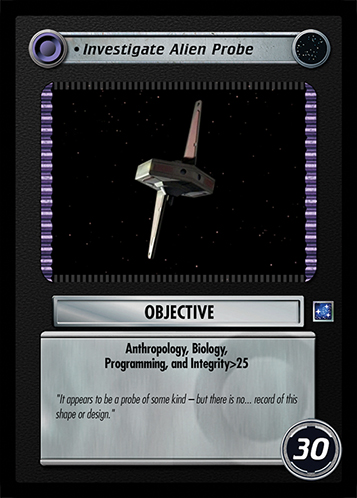 • Investigate Alien Probe
OBJECTIVE
Anthropology, Biology,
Programming, and Integrity>25
"It appears to be a probe of some kind – but there is no... record of this
shape or design."
30